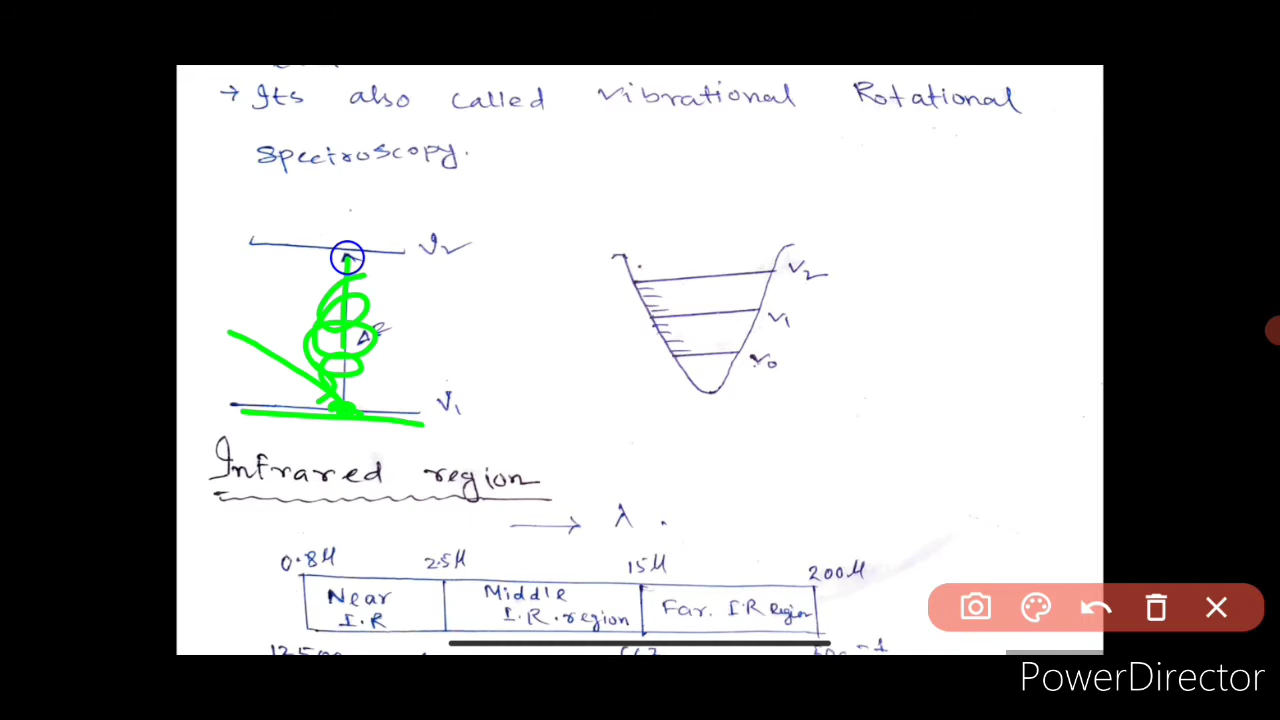 → Its also called vibrational Rotational
spectroscopy.
V2
ΔE
V1
V2
V1
V0
Infrared region
→ λ .
0.8μ 2.5μ 15μ 200μ
Near I.R
Middle I.R. region
Far. I.R Region
PowerDirector